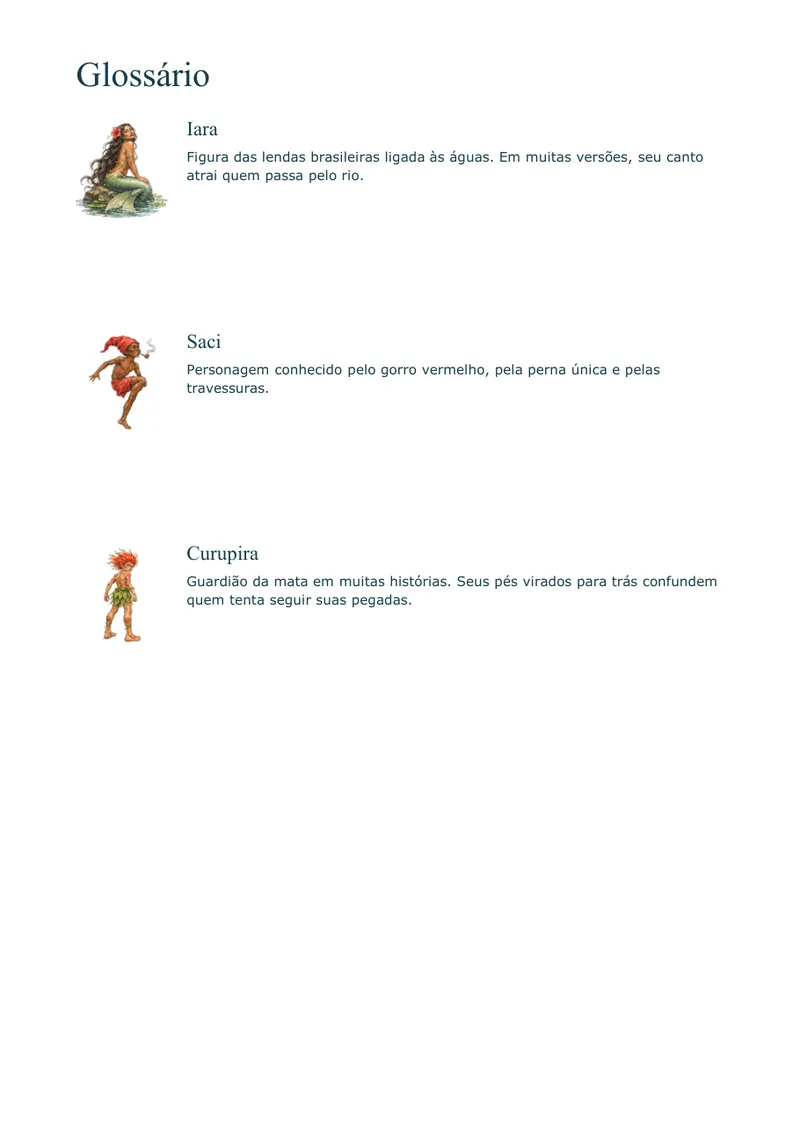 Glossário
Iara
Figura das lendas brasileiras ligada às águas. Em muitas versões, seu canto
atrai quem passa pelo rio.
Saci
Personagem conhecido pelo gorro vermelho, pela perna única e pelas
travessuras.
Curupira
Guardião da mata em muitas histórias. Seus pés virados para trás confundem
quem tenta seguir suas pegadas.